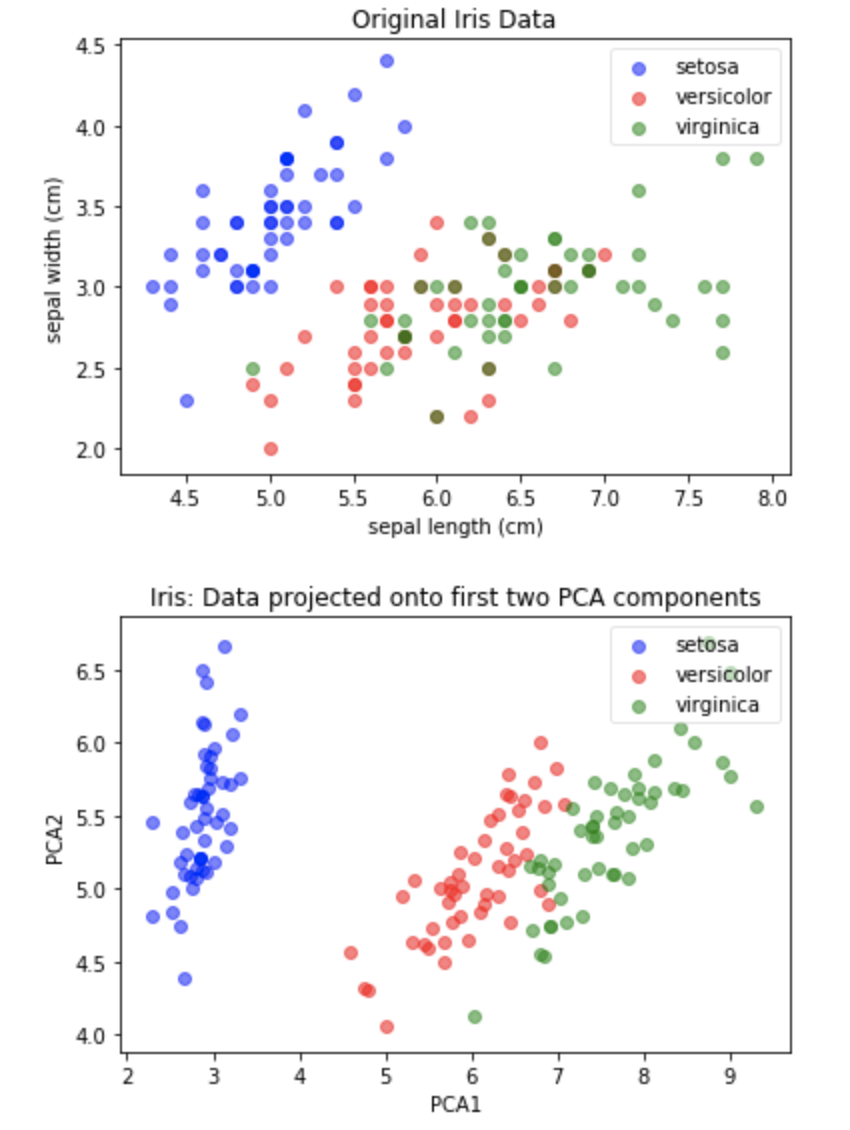 Original Iris Data
4.5
4.0
3.5
3.0
2.5
2.0
sepal width (cm)
setosa
versicolor
virginica
4.5 5.0 5.5 6.0 6.5 7.0 7.5 8.0
sepal length (cm)
Iris: Data projected onto first two PCA components
6.5
6.0
5.5
5.0
4.5
4.0
PCA2
setosa
versicolor
virginica
2 3 4 5 6 7 8 9
PCA1